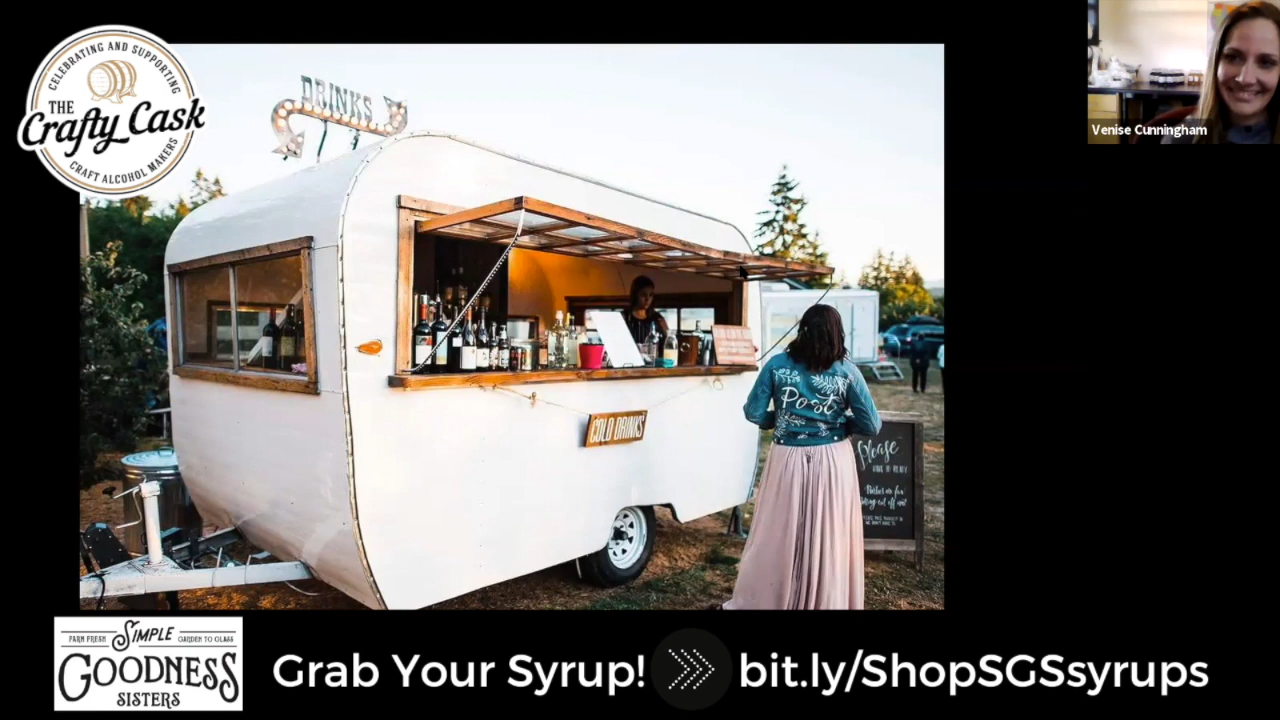 CELEBRATING AND SUPPORTING
THE
Crafty Cask
CRAFT ALCOHOL MAKERS
DRINKS
Venise Cunningham
COLD DRINKS
Post
Please
FARM FRESH
SIMPLE
GARDEN TO GLASS
GOODNESS
SISTERS
Grab Your Syrup!
bit.ly/ShopSGSsyrups